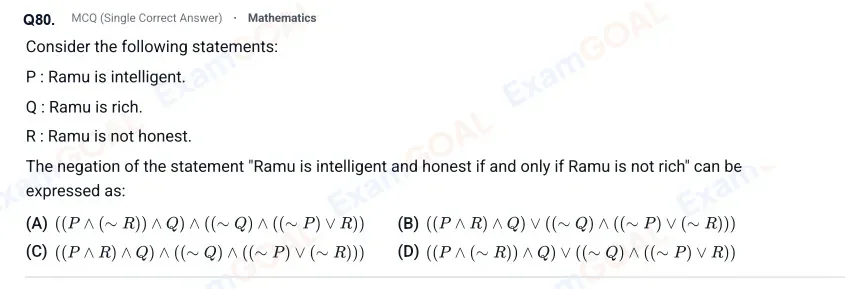 Q80. MCQ (Single Correct Answer) · Mathematics
Consider the following statements:
P : Ramu is intelligent.
Q : Ramu is rich.
R : Ramu is not honest.
The negation of the statement "Ramu is intelligent and honest if and only if Ramu is not rich" can be
expressed as:
(A) ((P ∧ (∼ R)) ∧ Q) ∧ ((∼ Q) ∧ ((∼ P) ∨ R)) (B) ((P ∧ R) ∧ Q) ∨ ((∼ Q) ∧ ((∼ P) ∨ (∼ R)))
(C) ((P ∧ R) ∧ Q) ∧ ((∼ Q) ∧ ((∼ P) ∨ (∼ R))) (D) ((P ∧ (∼ R)) ∧ Q) ∨ ((∼ Q) ∧ ((∼ P) ∨ R))